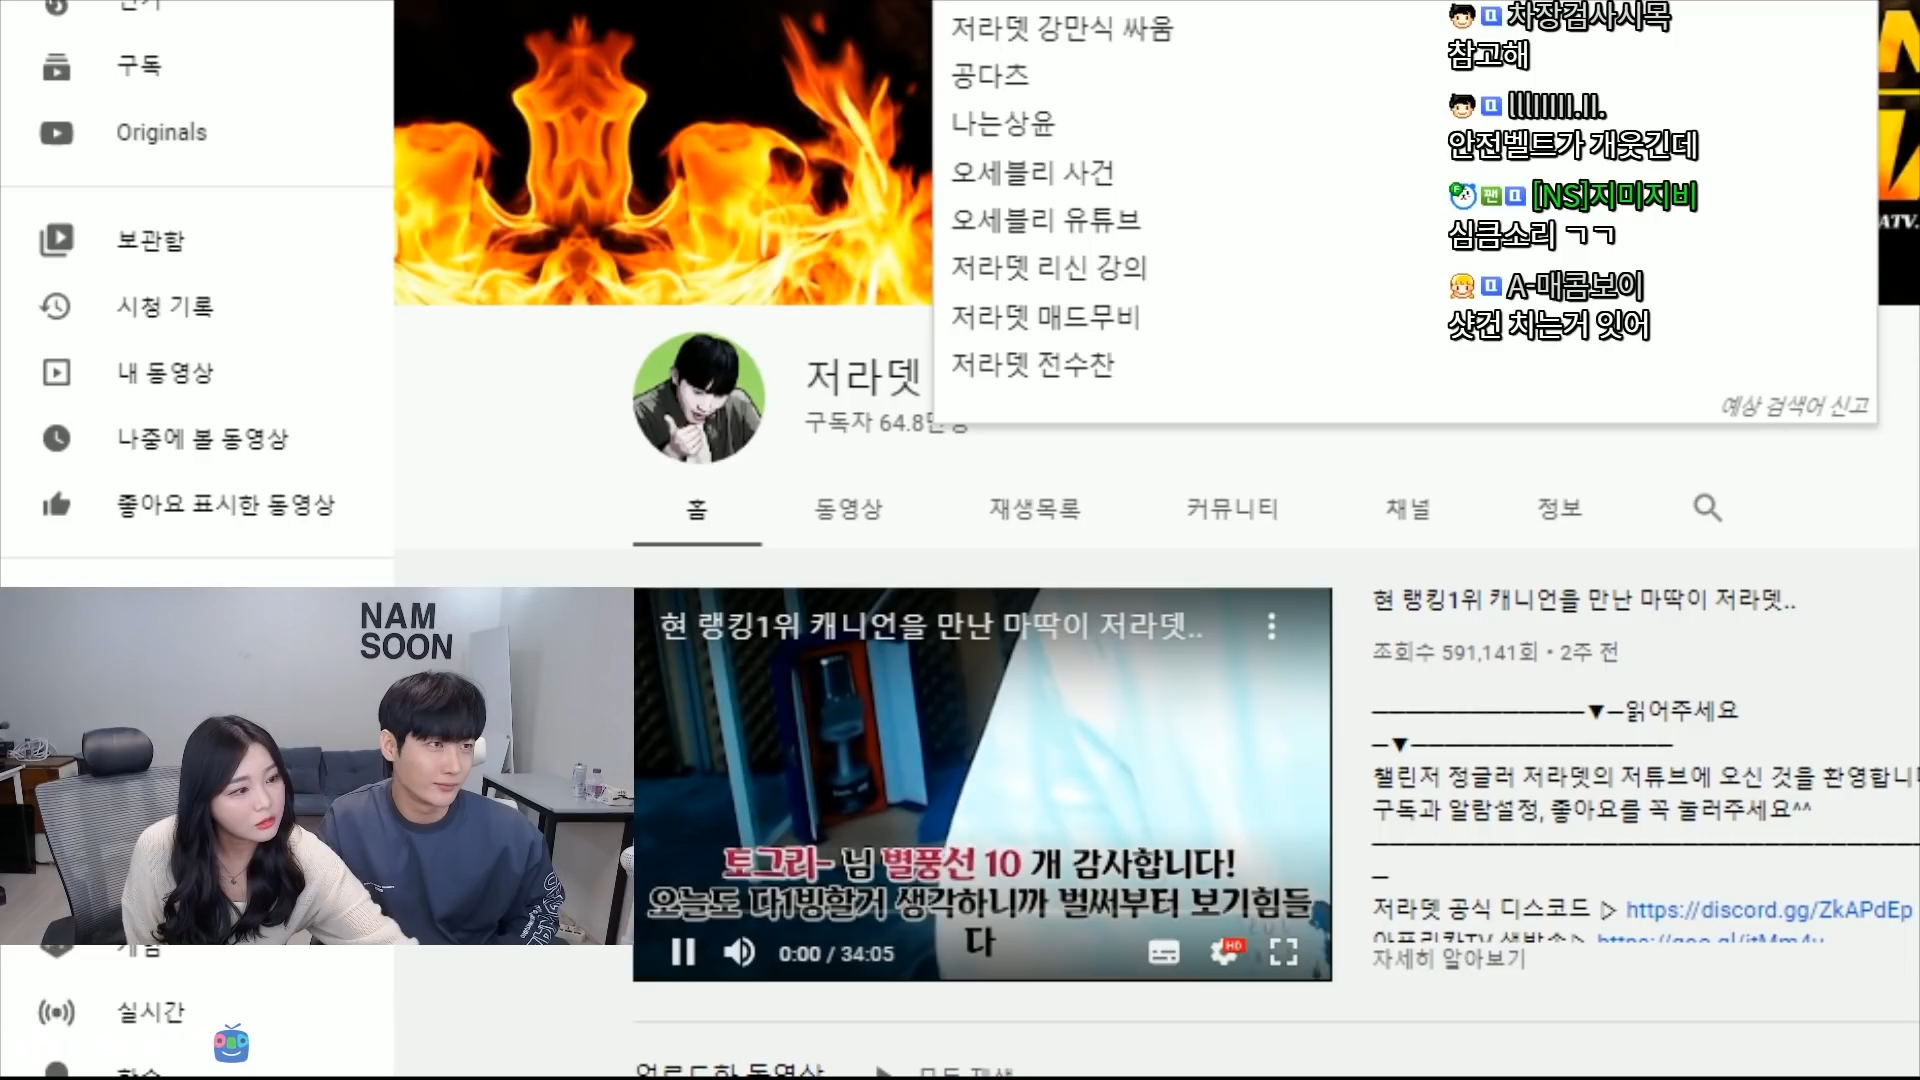 구독
Originals
보관함
시청 기록
내 동영상
나중에 볼 동영상
좋아요 표시한 동영상
실시간
저라뎃 강만식 싸움
공다츠
나는상윤
오세블리 사건
오세블리 유튜브
저라뎃 리신 강의
저라뎃 매드무비
저라뎃 전수찬
예상 검색어 신고
차장검사시목
참고해
안전벨트가 개웃긴데
[NS]지미지비
심큼소리 ㄱㄱ
A-매콤보이
샷건 치는거 잇어
ATV.
저라뎃
구독자 64.8만
홈
동영상
재생목록
커뮤니티
채널
정보
NAM
SOON
현 랭킹1위 캐니언을 만난 마딱이 저라뎃..
토그리- 님 별풍선 10 개 감사합니다!
오늘도 다1빙할거 생각하니까 벌써부터 보기힘들
다
0:00 / 34:05
HD
현 랭킹1위 캐니언을 만난 마딱이 저라뎃..
조회수 591,141회 • 2주 전
───────────▼─읽어주세요
─▼──────────────
챌린저 정글러 저라뎃의 저튜브에 오신 것을 환영합니
구독과 알람설정, 좋아요를 꼭 눌러주세요^^
저라뎃 공식 디스코드 ▷ https://discord.gg/ZkAPdEp
자세히 알아보기